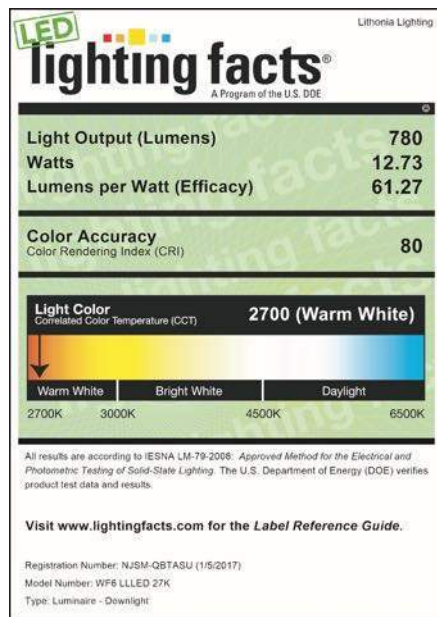 Lithonia Lighting
LED
lighting facts®
A Program of the U.S. DOE
Light Output (Lumens) 780
Watts 12.73
Lumens per Watt (Efficacy) 61.27
Color Accuracy
Color Rendering Index (CRI) 80
Light Color
Correlated Color Temperature (CCT) 2700 (Warm White)
Warm White Bright White Daylight
2700K 3000K 4500K 6500K
All results are according to IESNA LM-79-2008: Approved Method for the Electrical and
Photometric Testing of Solid-State Lighting. The U.S. Department of Energy (DOE) verifies
product test data and results.
Visit www.lightingfacts.com for the Label Reference Guide.
Registration Number: NJSM-QBTASU (1/5/2017)
Model Number: WF6 LLLED 27K
Type: Luminaire - Downlight